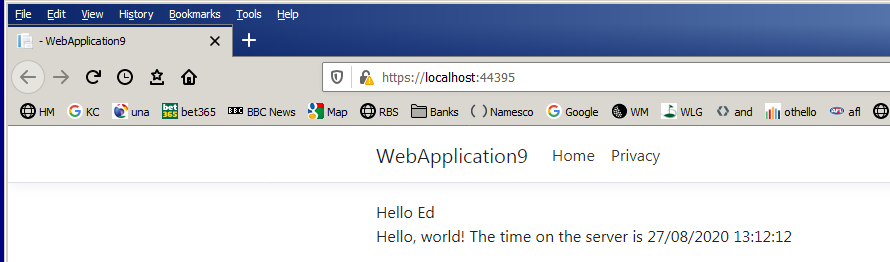 File Edit View History Bookmarks Tools Help
- WebApplication9
https://localhost:44395
HM KC una bet365 bet365 BBC BBC News Map RBS Banks Namesco Google WM WLG and othello afl
WebApplication9 Home Privacy
Hello Ed
Hello, world! The time on the server is 27/08/2020 13:12:12